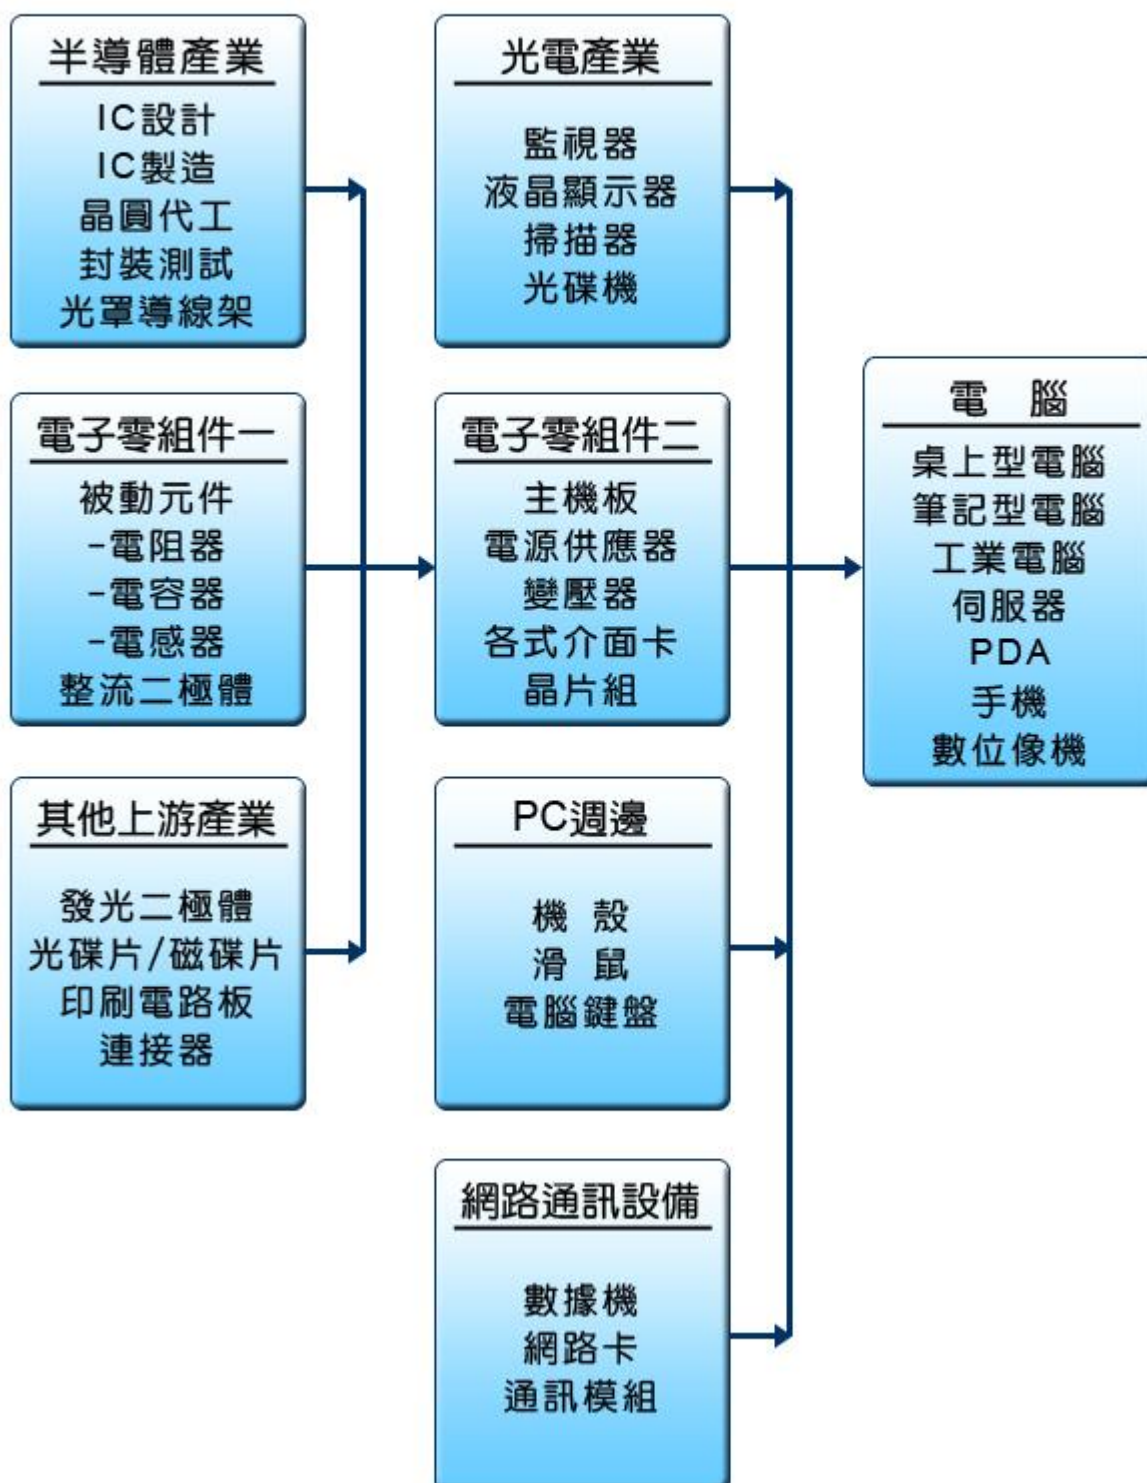 半導體產業
IC設計
IC製造
晶圓代工
封裝測試
光罩導線架
電子零組件一
被動元件
-電阻器
-電容器
-電感器
整流二極體
其他上游產業
發光二極體
光碟片/磁碟片
印刷電路板
連接器
光電產業
監視器
液晶顯示器
掃描器
光碟機
電子零組件二
主機板
電源供應器
變壓器
各式介面卡
晶片組
PC週邊
機 殼
滑 鼠
電腦鍵盤
網路通訊設備
數據機
網路卡
通訊模組
電 腦
桌上型電腦
筆記型電腦
工業電腦
伺服器
PDA
手機
數位像機